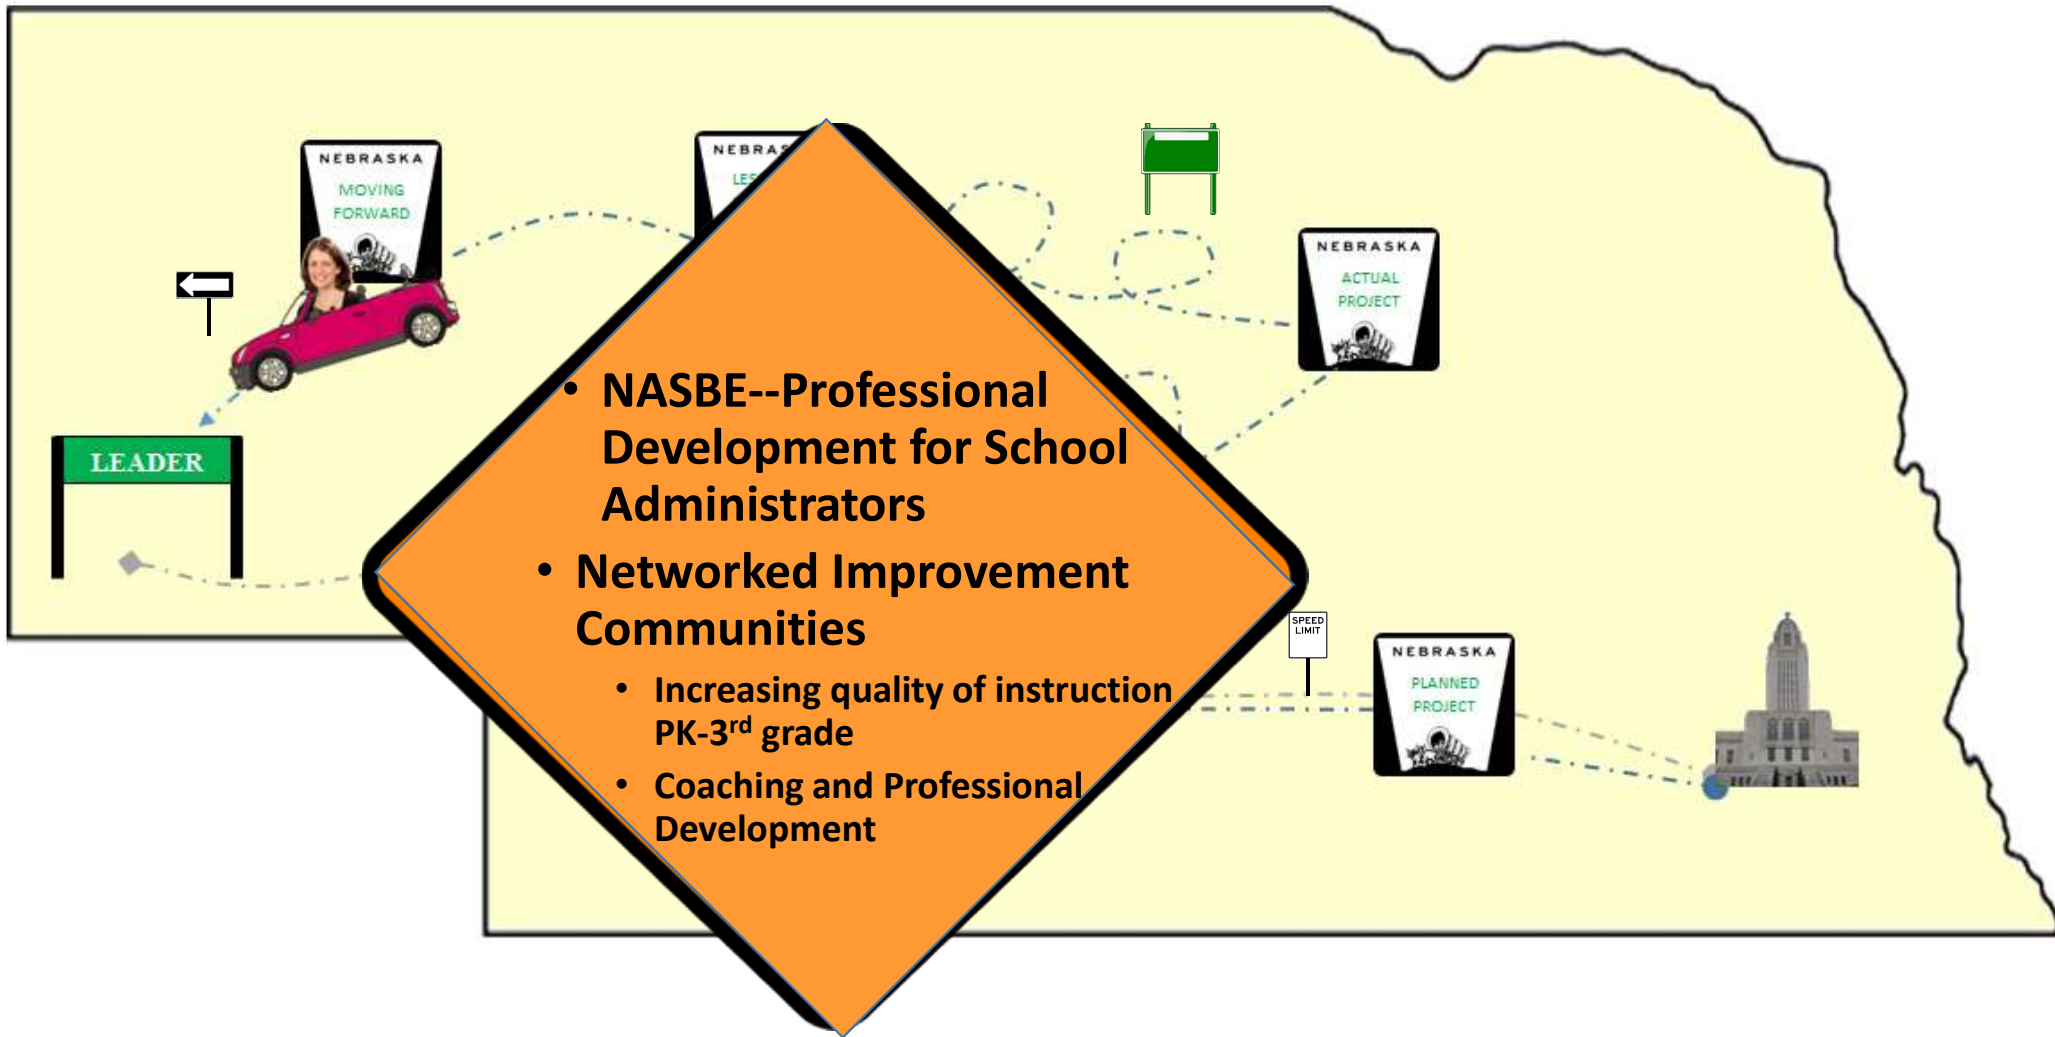 NEBRASKA
MOVING
FORWARD
NEBRASKA
ACTUAL
PROJECT
LEADER
• NASBE--Professional
Development for School
Administrators
• Networked Improvement
Communities
• Increasing quality of instruction
PK-3rd grade
• Coaching and Professional
Development
SPEED
LIMIT
NEBRASKA
PLANNED
PROJECT